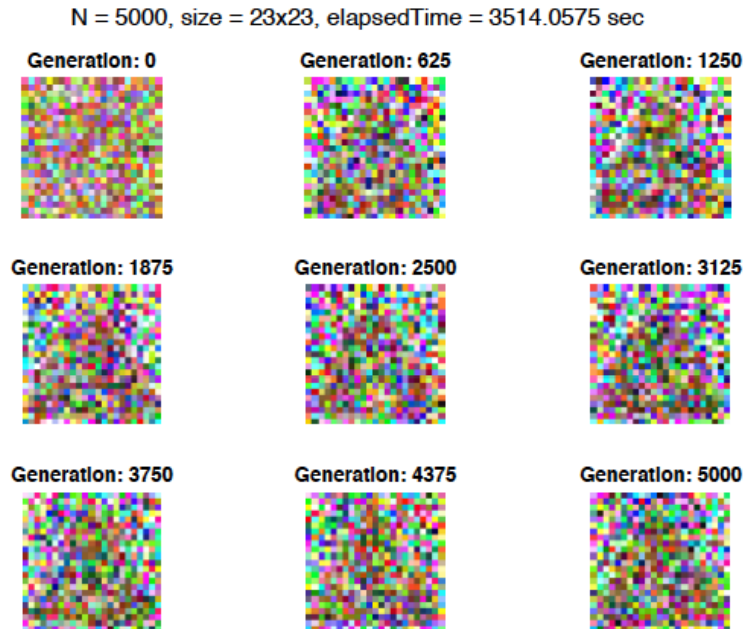 N = 5000, size = 23x23, elapsedTime = 3514.0575 sec
Generation: 0
Generation: 625
Generation: 1250
Generation: 1875
Generation: 2500
Generation: 3125
Generation: 3750
Generation: 4375
Generation: 5000